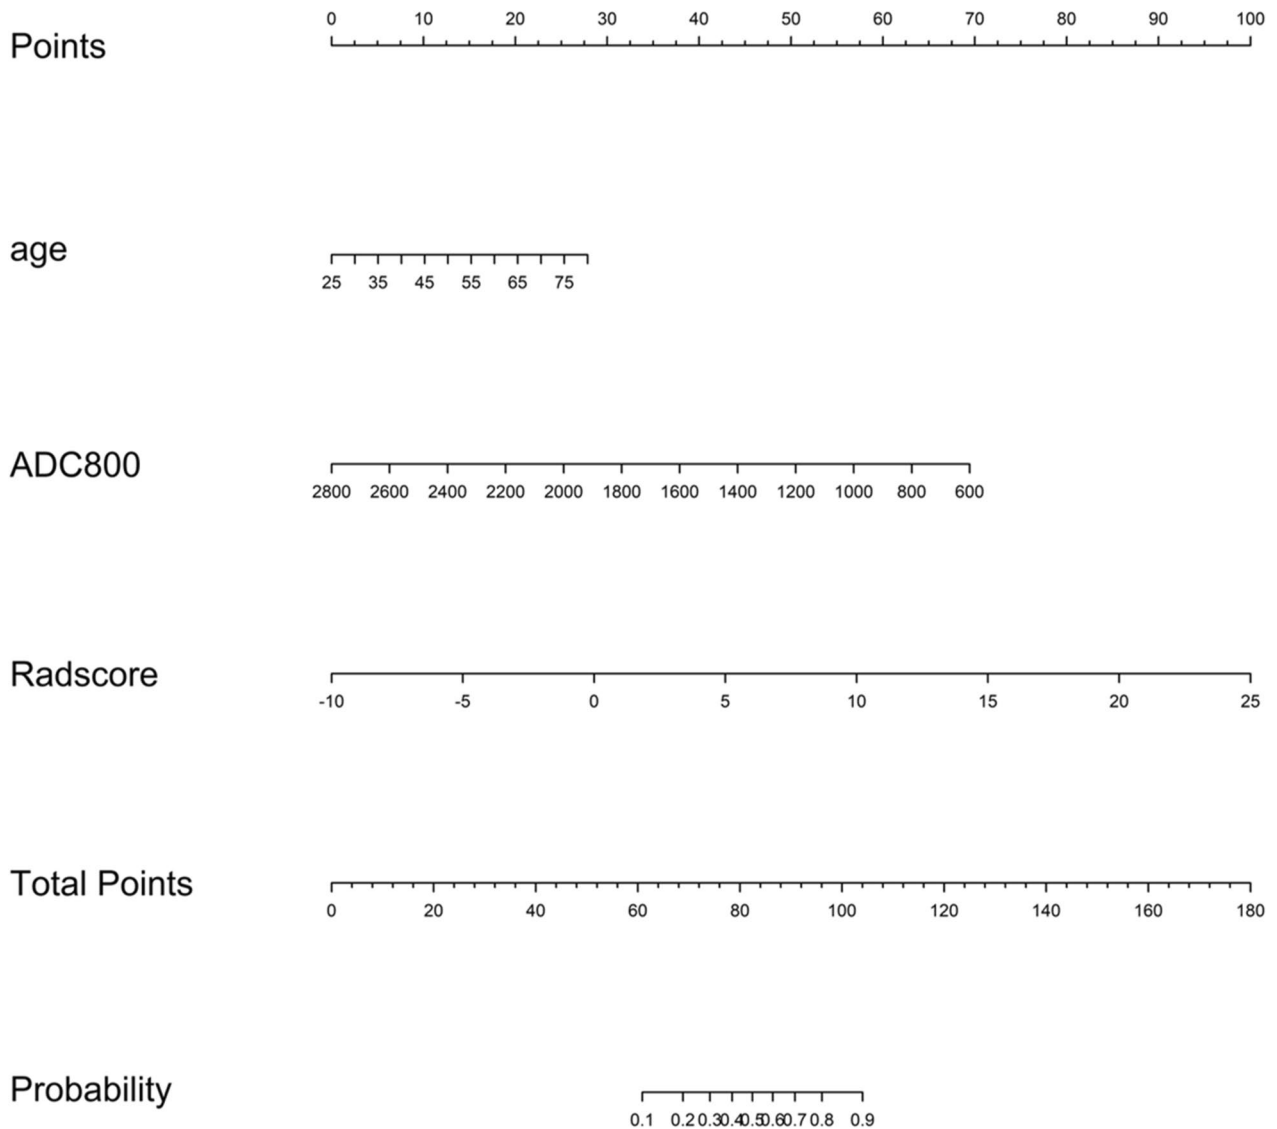 0 10 20 30 40 50 60 70 80 90 100
Points
age
25 35 45 55 65 75
ADC800
2800 2600 2400 2200 2000 1800 1600 1400 1200 1000 800 600
Radscore
-10 -5 0 5 10 15 20 25
Total Points
0 20 40 60 80 100 120 140 160 180
Probability
0.1 0.2 0.3 0.4 0.5 0.6 0.7 0.8 0.9